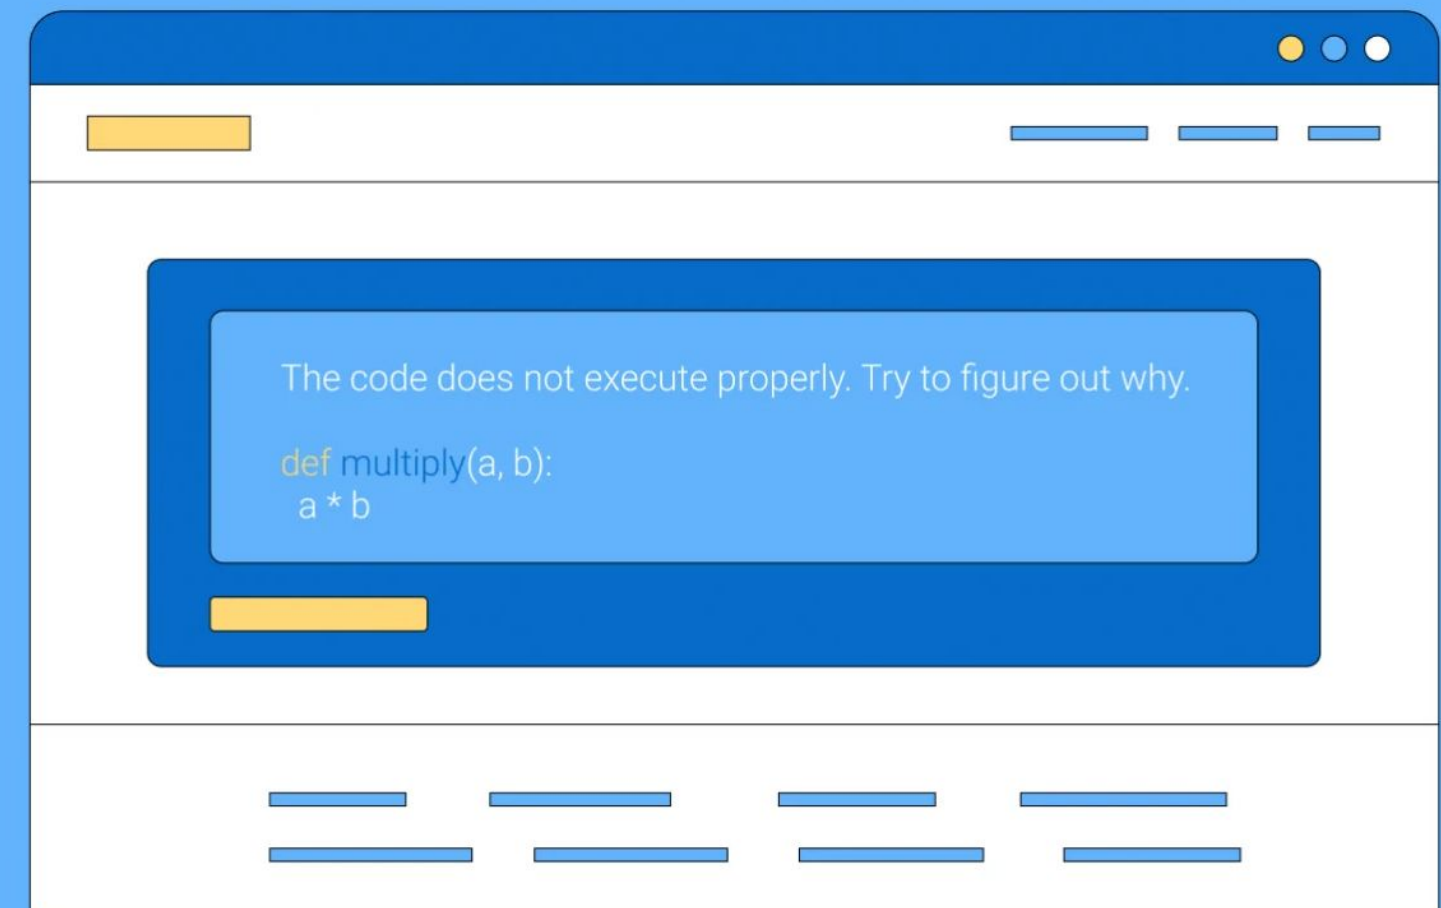 The code does not execute properly. Try to figure out why.
def multiply(a, b):
a * b